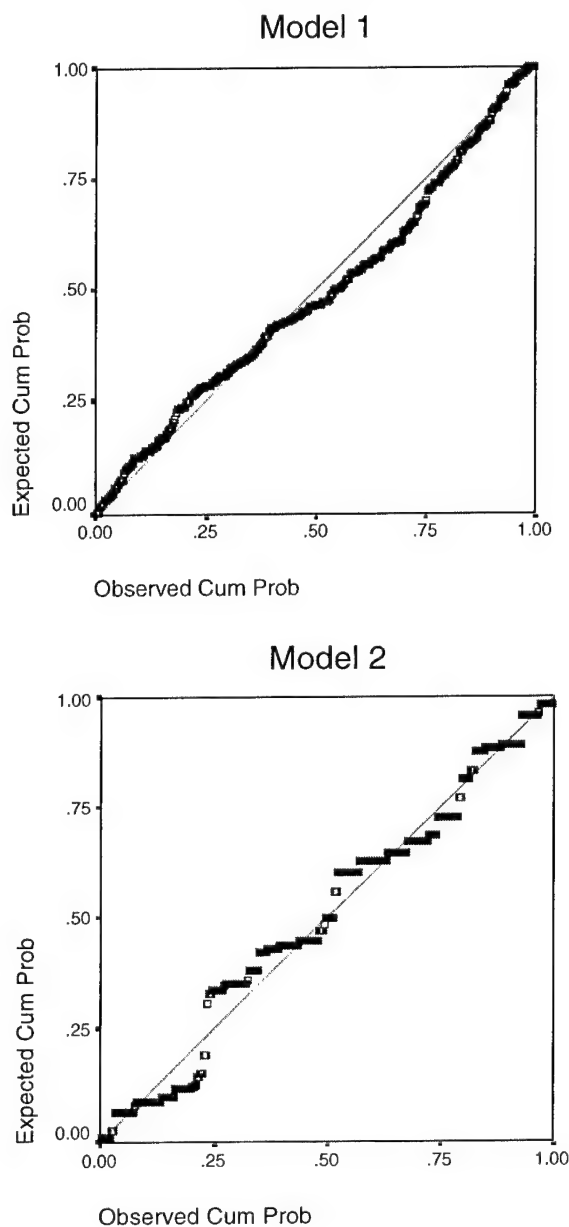 Model 1
1.00
.75
.50
.25
0.00
0.00 .25 .50 .75 1.00
Expected Cum Prob
Observed Cum Prob
Model 2
1.00
.75
.50
.25
0.00
0.00 .25 .50 .75 1.00
Expected Cum Prob
Observed Cum Prob